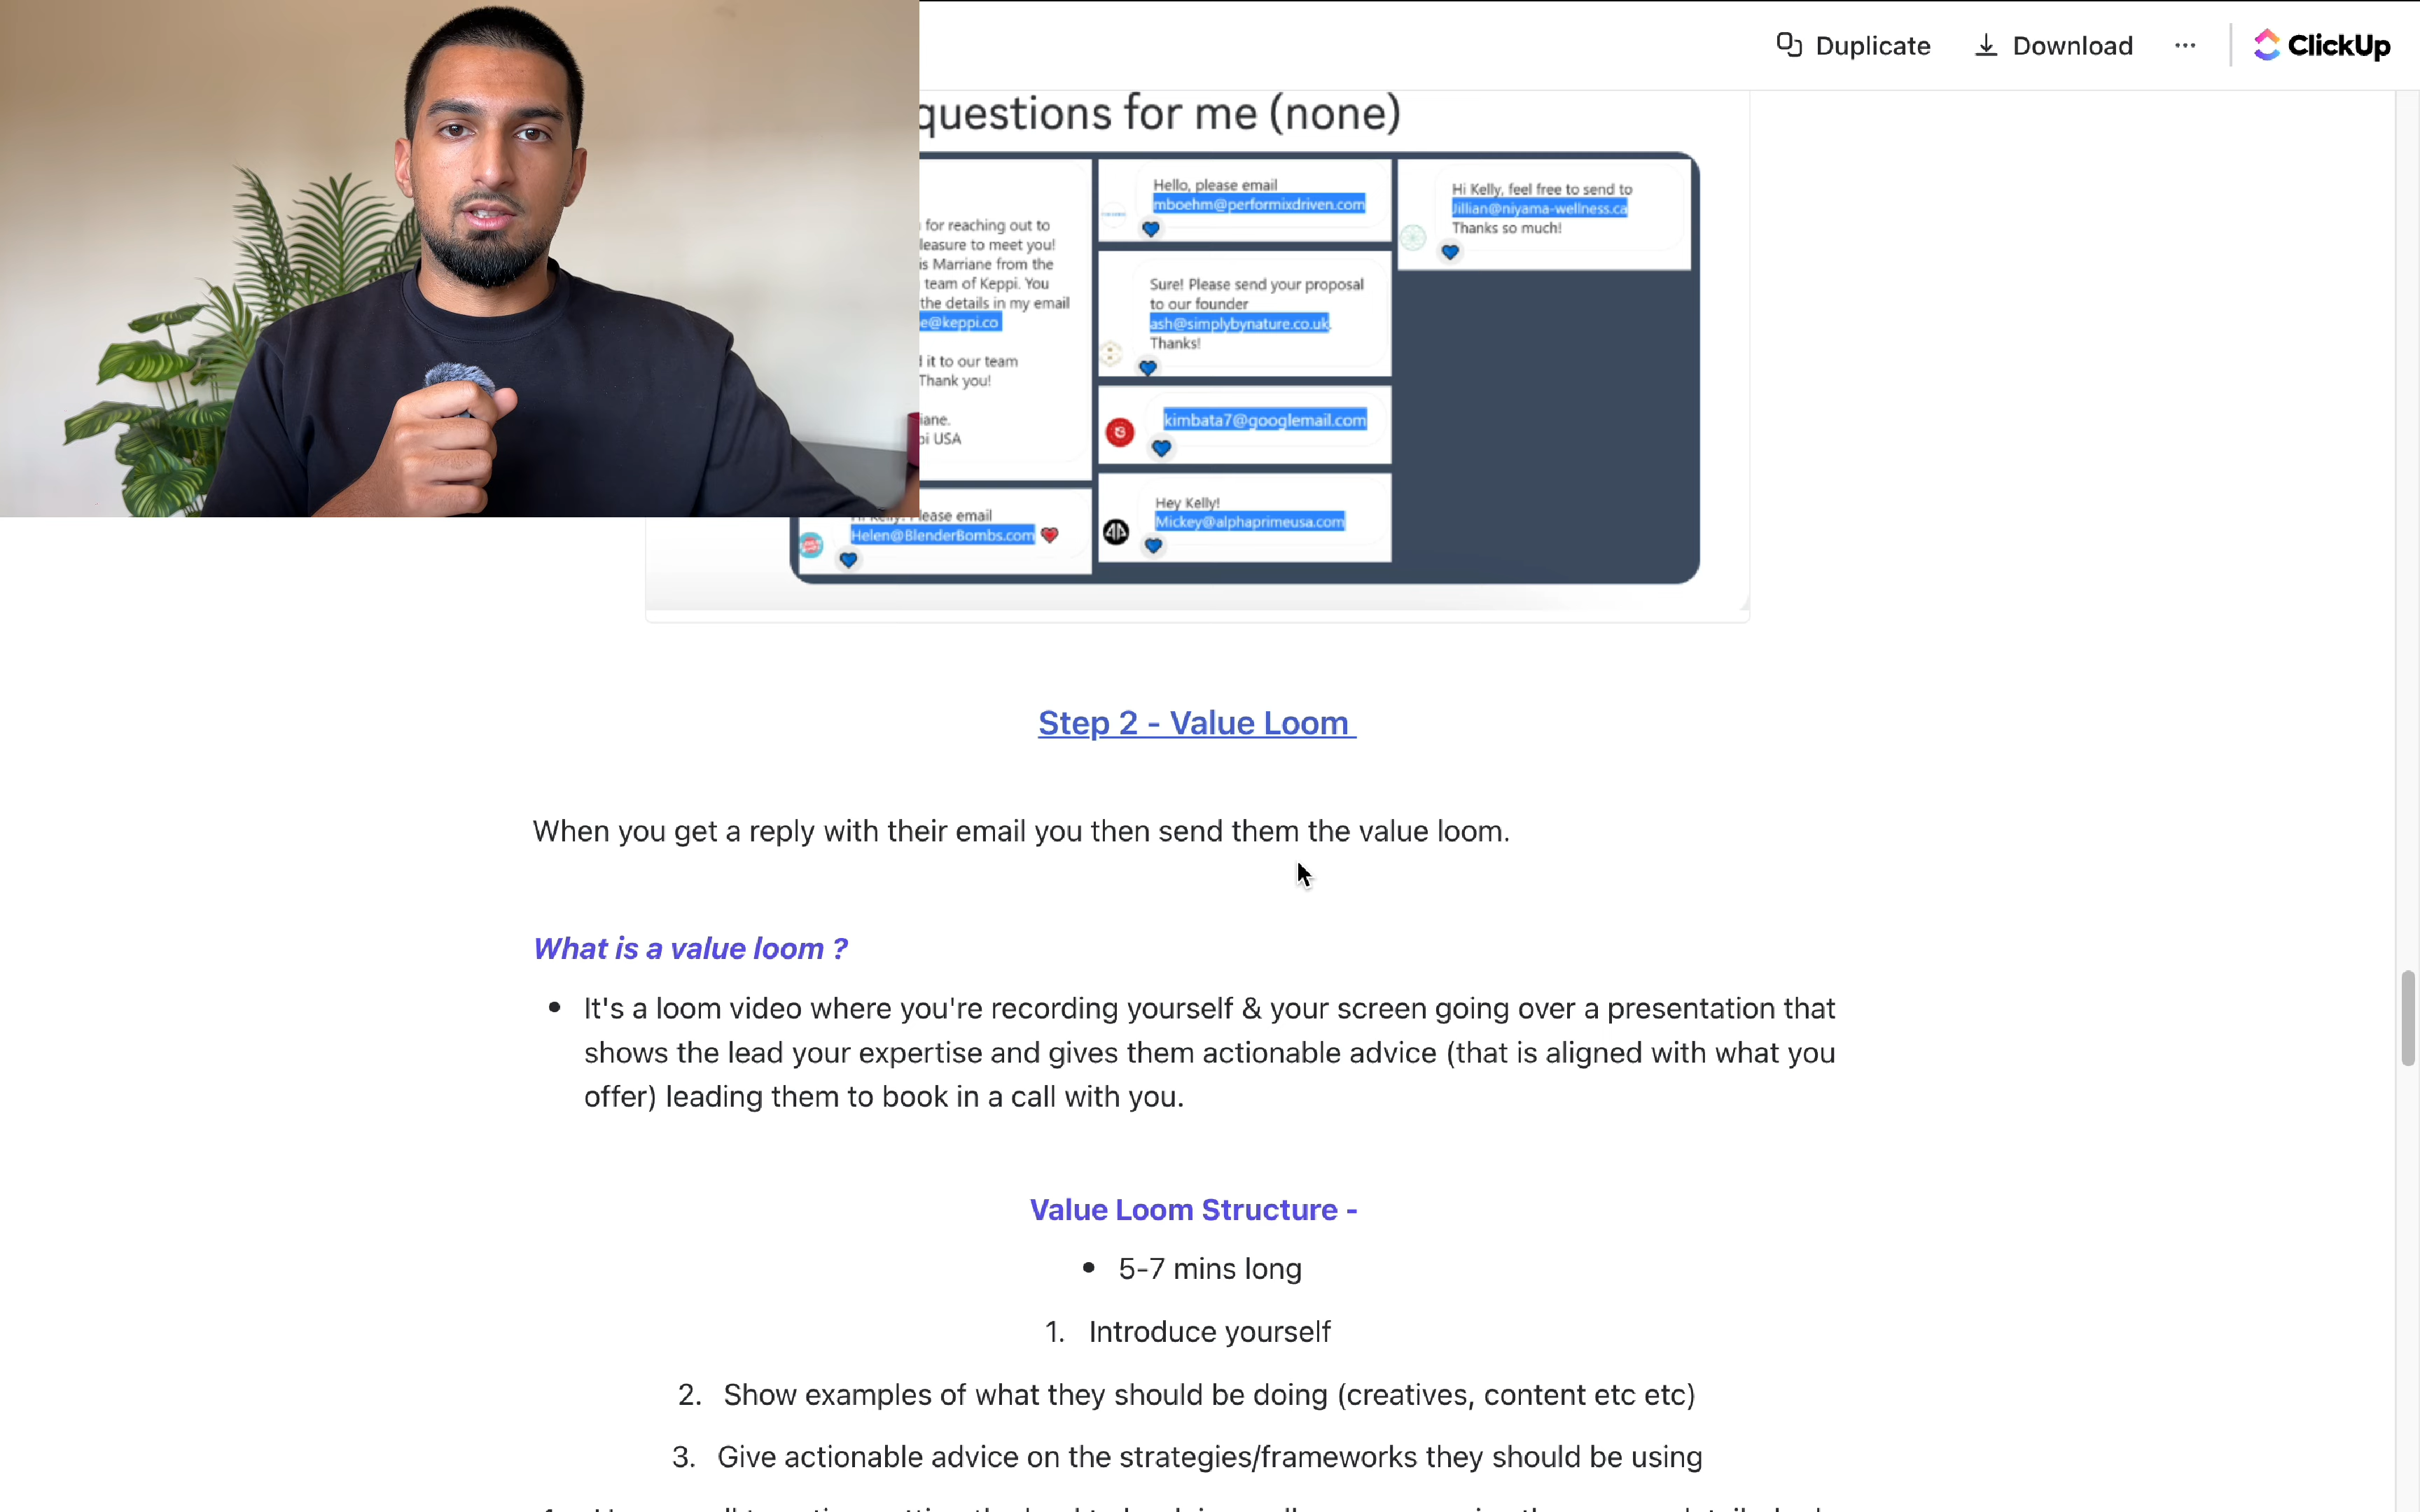 Duplicate
Download
ClickUp
questions for me (none)
for reaching out to
leasure to meet you!
is Marriane from the
team of Keppi. You
the details in my email
e@keppi.co
it to our team
Thank you!
iane.
pi USA
lease email
Helen@BlenderBombs.com
Hello, please email
mboehm@performixdriven.com
Sure! Please send your proposal
to our founder
ash@simplybynature.co.uk.
Thanks!
kimbata7@googlemail.com
Hey Kelly!
Mickey@alphaprimeusa.com
Hi Kelly, feel free to send to
Jillian@niyama-wellness.ca
Thanks so much!
Step 2 - Value Loom
When you get a reply with their email you then send them the value loom.
What is a value loom ?
• It's a loom video where you're recording yourself & your screen going over a presentation that
shows the lead your expertise and gives them actionable advice (that is aligned with what you
offer) leading them to book in a call with you.
Value Loom Structure -
• 5-7 mins long
1. Introduce yourself
2. Show examples of what they should be doing (creatives, content etc etc)
3. Give actionable advice on the strategies/frameworks they should be using